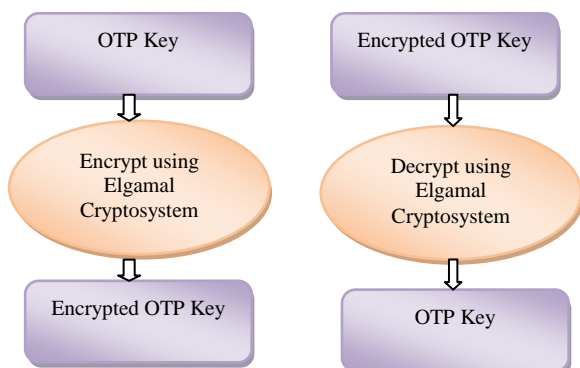 OTP Key
Encrypt using
Elgamal
Cryptosystem
Encrypted OTP Key
Encrypted OTP Key
Decrypt using
Elgamal
Cryptosystem
OTP Key